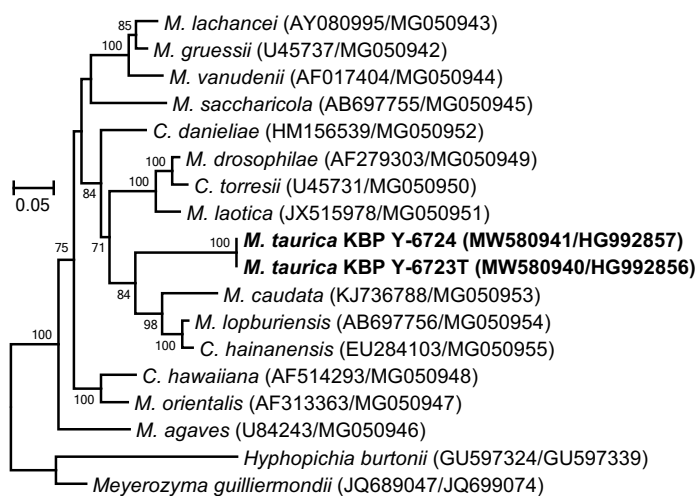 85 M. lachancei (AY080995/MG050943)
100 M. gruessii (U45737/MG050942)
M. vanudenii (AF017404/MG050944)
M. saccharicola (AB697755/MG050945)
C. danieliae (HM156539/MG050952)
100 M. drosophilae (AF279303/MG050949)
0.05 84 100 C. torresii (U45731/MG050950)
M. laotica (JX515978/MG050951)
75 71 100 M. taurica KBP Y-6724 (MW580941/HG992857)
M. taurica KBP Y-6723T (MW580940/HG992856)
84 M. caudata (KJ736788/MG050953)
98 M. lopburiensis (AB697756/MG050954)
100 100 C. hainanensis (EU284103/MG050955)
C. hawaiiana (AF514293/MG050948)
100 M. orientalis (AF313363/MG050947)
M. agaves (U84243/MG050946)
Hyphopichia burtonii (GU597324/GU597339)
Meyerozyma guilliermondii (JQ689047/JQ699074)